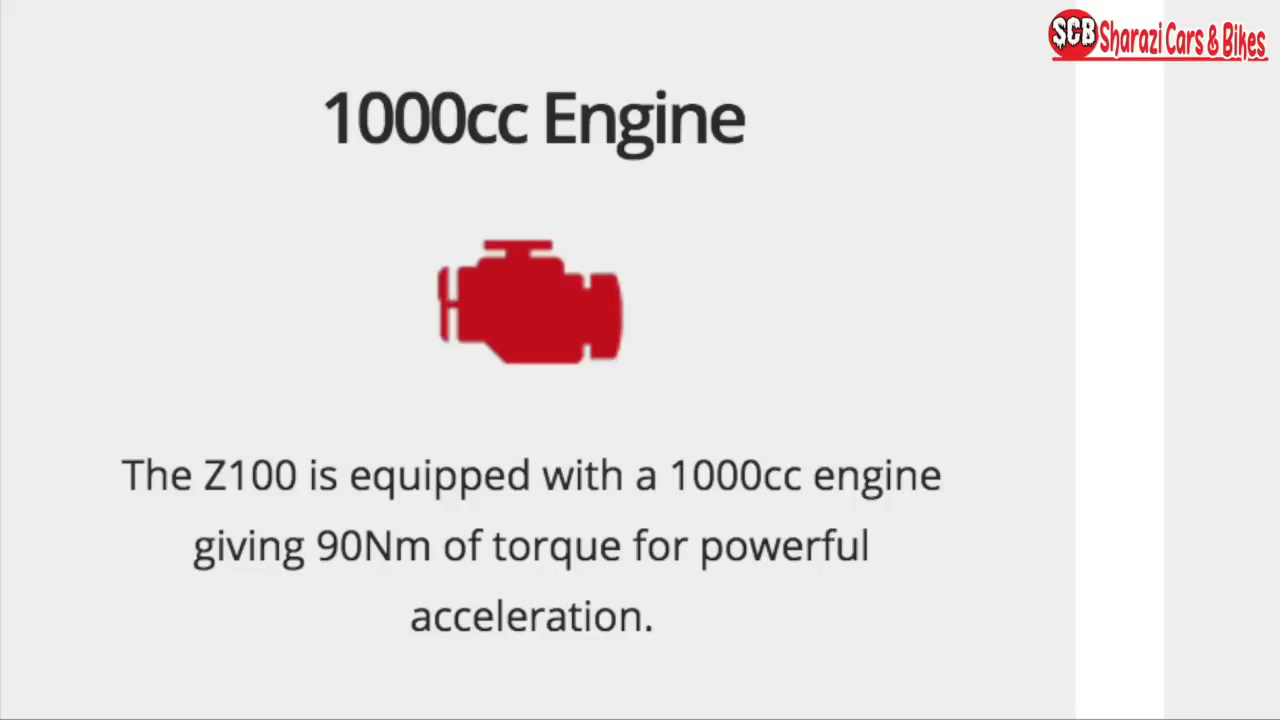 SCB Sharazi Cars & Bikes
1000cc Engine
The Z100 is equipped with a 1000cc engine
giving 90Nm of torque for powerful
acceleration.